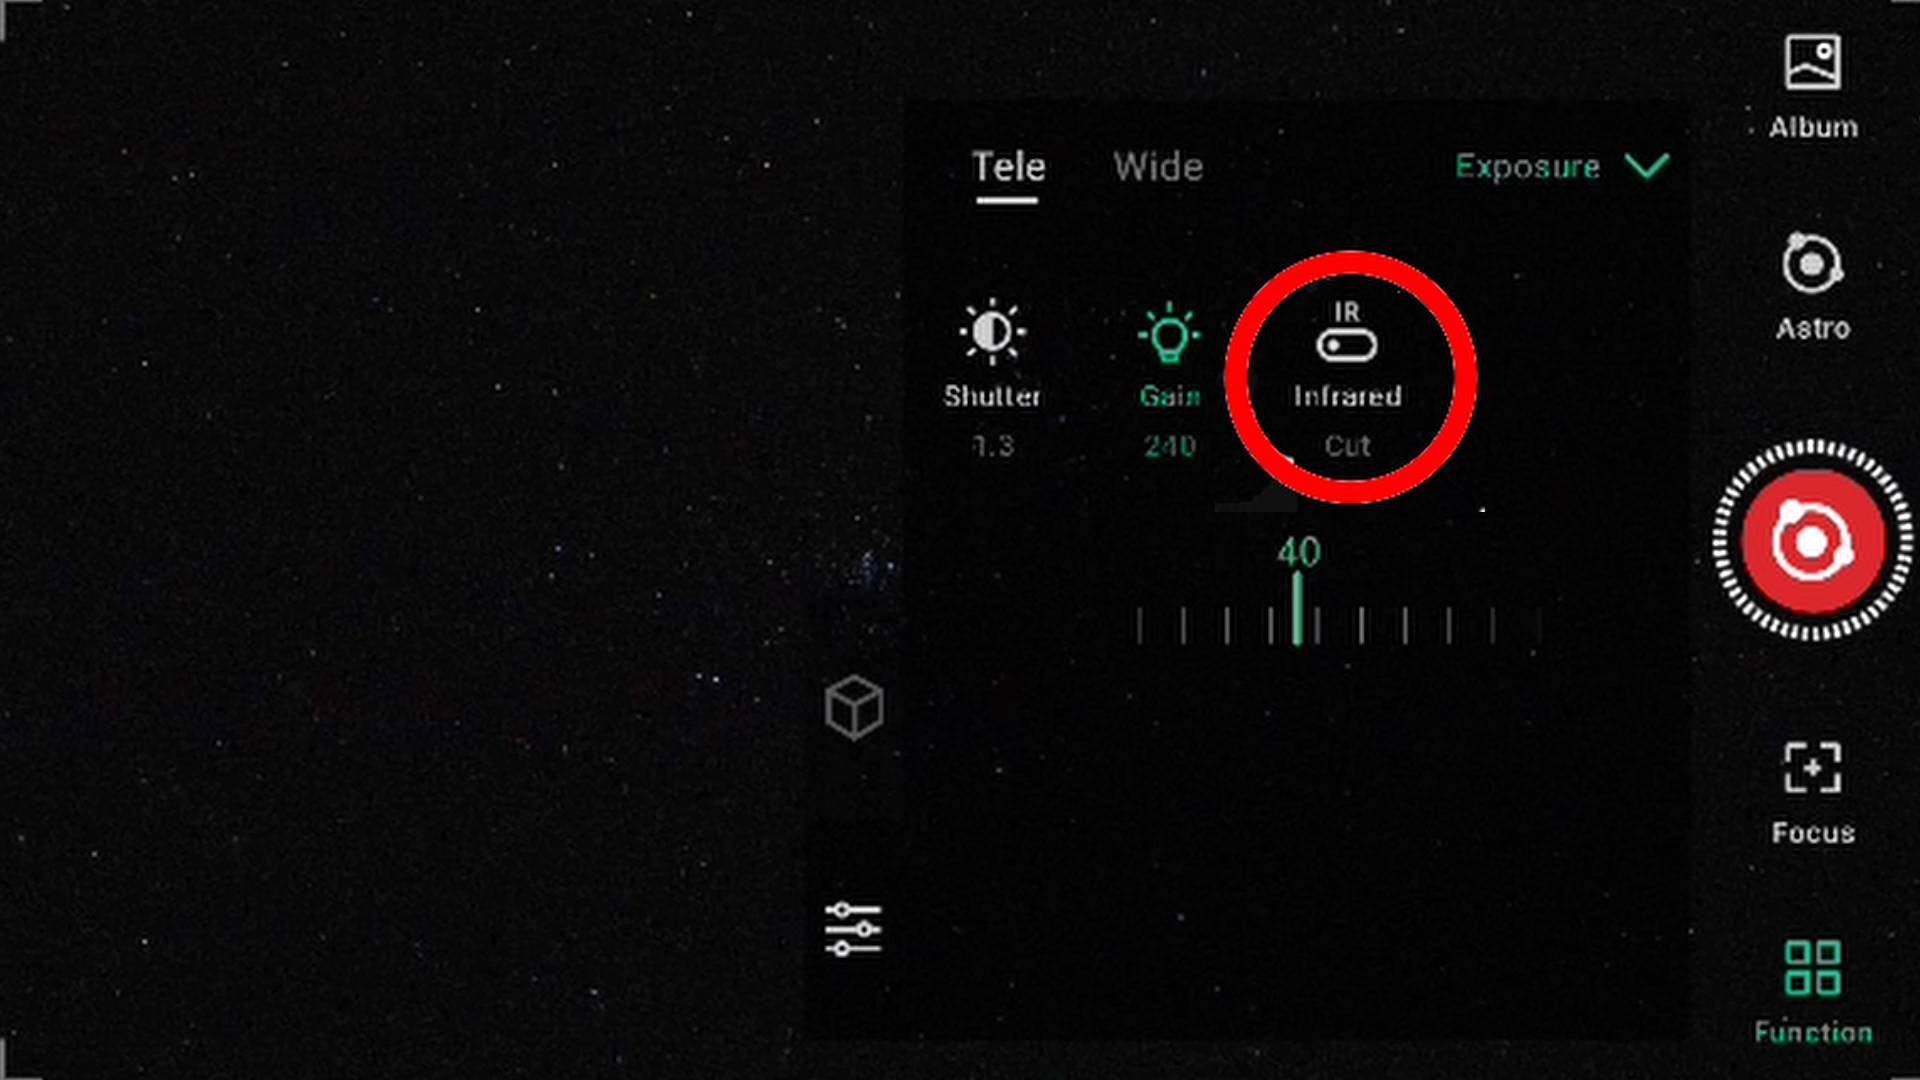 Album
Tele Wide Exposure
Astro
IR
Shutter Gain Infrared
1.3 240 Cut
40
Focus
Function